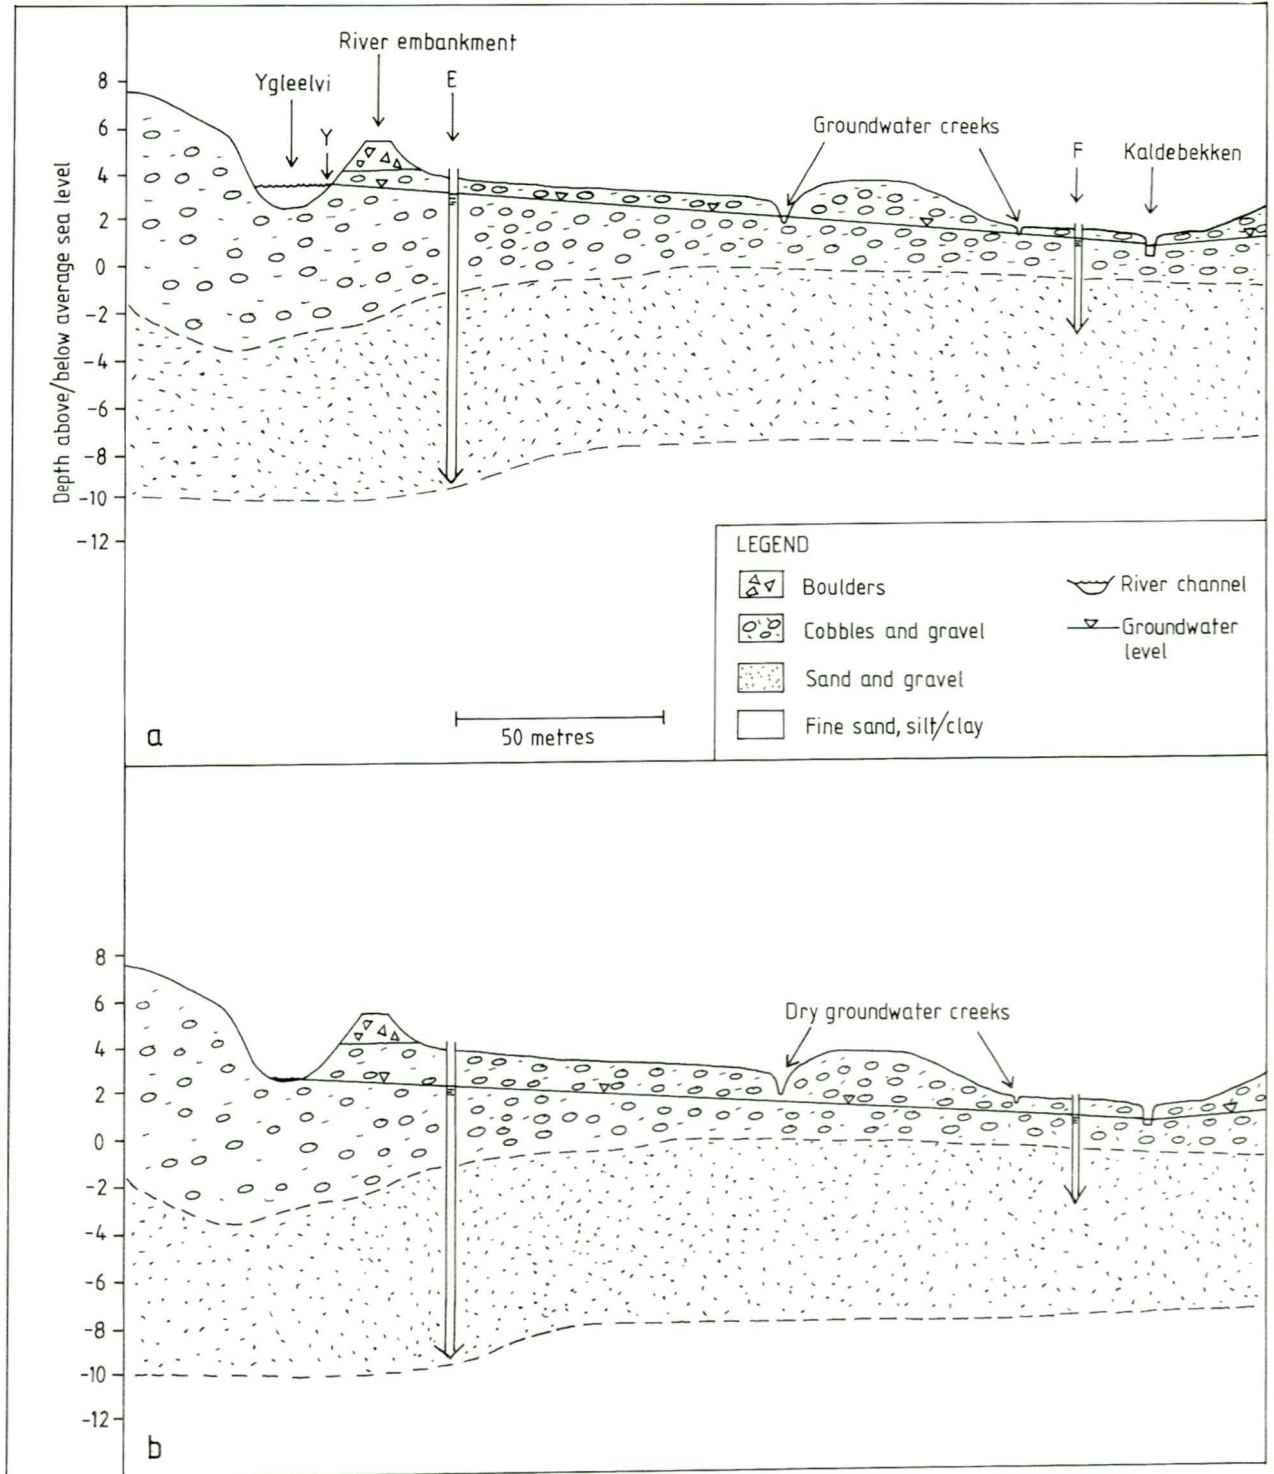 River embankment
Ygleelvi
E
Y
Groundwater creeks
F
Kaldebekken
Depth above/below average sea level
8
6
4
2
0
-2
-4
-6
-8
-10
-12
LEGEND
Boulders
Cobbles and gravel
Sand and gravel
Fine sand, silt/clay
River channel
Groundwater
level
50 metres
a
8
6
4
2
0
-2
-4
-6
-8
-10
-12
Dry groundwater creeks
b